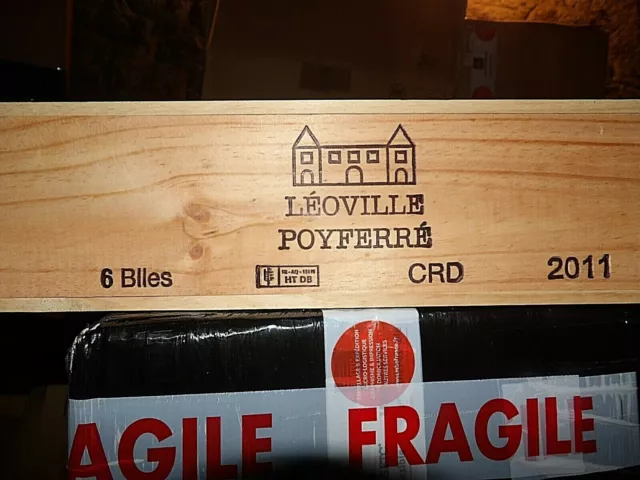 LÉOVILLE
POYFERRÉ
6 Blles
HT DB
CRD
2011
AGILE
FRAGILE